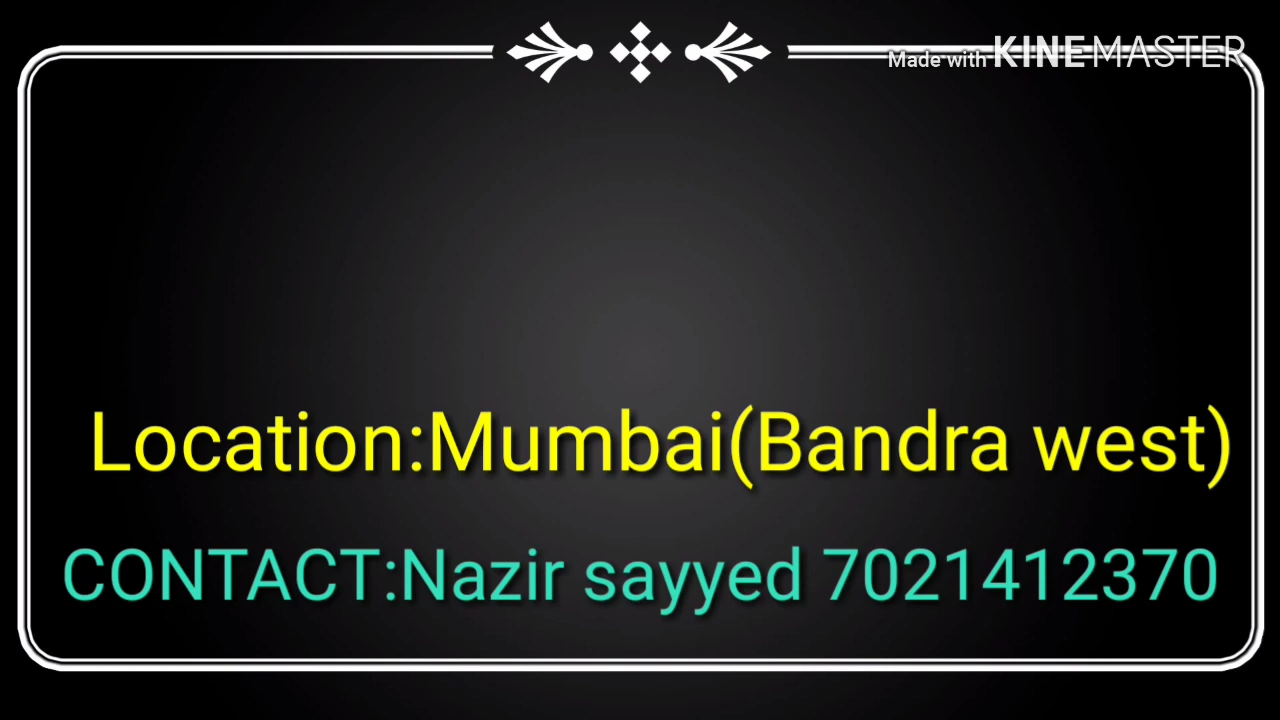 Made with KINEMASTER
Location:Mumbai(Bandra west)
CONTACT:Nazir sayyed 7021412370